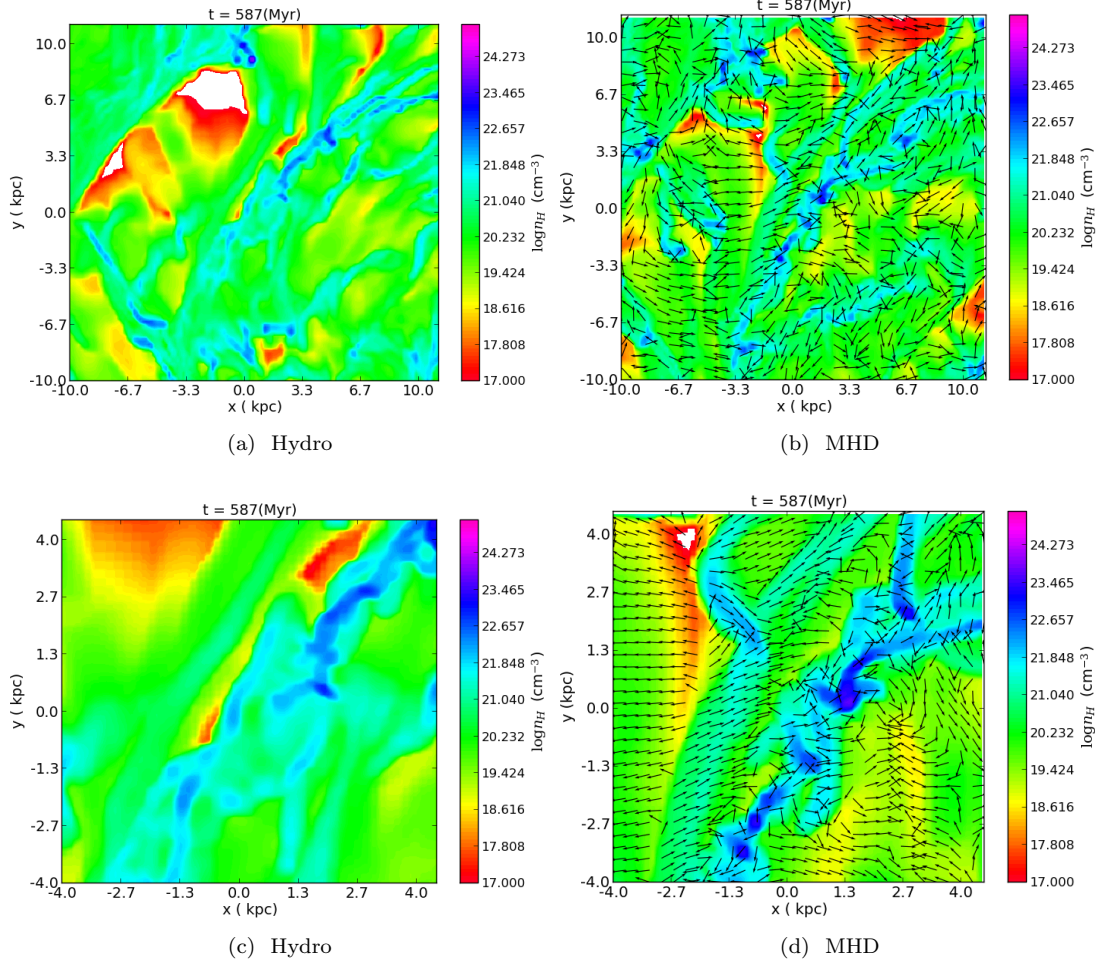 t = 587(Myr)
10.0
6.7
3.3
0.0
-3.3
-6.7
-10.0
y ( kpc)
-10.0 -6.7 -3.3 0.0 3.3 6.7 10.0
x ( kpc)
24.273
23.465
22.657
21.848
21.040
20.232
19.424
18.616
17.808
17.000
logn_H (cm⁻³)
(a) Hydro
t = 587(Myr)
10.0
6.7
3.3
0.0
-3.3
-6.7
-10.0
y (kpc)
-10.0 -6.7 -3.3 0.0 3.3 6.7 10.0
x ( kpc)
24.273
23.465
22.657
21.848
21.040
20.232
19.424
18.616
17.808
17.000
logn_H (cm⁻³)
(b) MHD
t = 587(Myr)
4.0
2.7
1.3
0.0
-1.3
-2.7
-4.0
y ( kpc)
-4.0 -2.7 -1.3 0.0 1.3 2.7 4.0
x ( kpc)
24.273
23.465
22.657
21.848
21.040
20.232
19.424
18.616
17.808
17.000
logn_H (cm⁻³)
(c) Hydro
t = 587(Myr)
4.0
2.7
1.3
0.0
-1.3
-2.7
-4.0
y (kpc)
-4.0 -2.7 -1.3 0.0 1.3 2.7 4.0
x ( kpc)
24.273
23.465
22.657
21.848
21.040
20.232
19.424
18.616
17.808
17.000
logn_H (cm⁻³)
(d) MHD